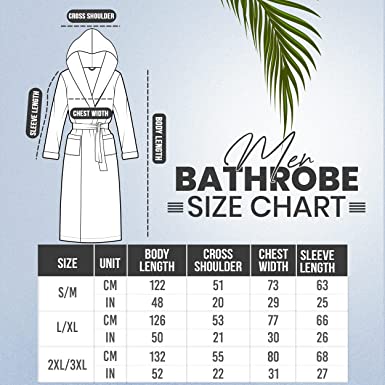 CROSS SHOULDER
SLEEVE LENGTH
CHEST WIDTH
BODY LENGTH
Men
BATHROBE
SIZE CHART
SIZE UNIT BODY LENGTH CROSS SHOULDER CHEST WIDTH SLEEVE LENGTH
S/M CM 122 51 73 63
IN 48 20 29 25
L/XL CM 126 53 77 66
IN 50 21 30 26
2XL/3XL CM 132 55 80 68
IN 52 22 31 27